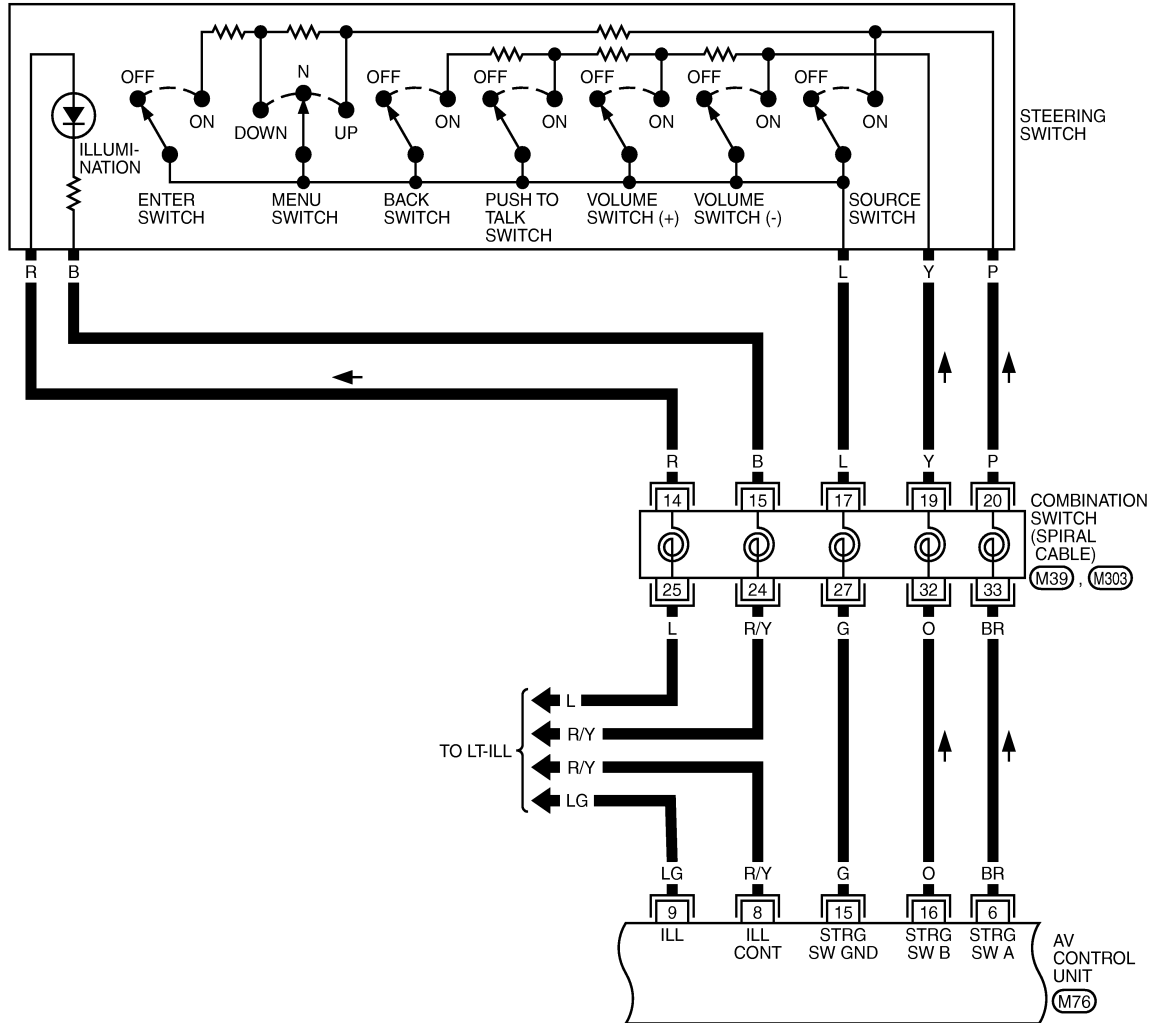 N
OFF
OFF
OFF
OFF
OFF
OFF
ON
DOWN
UP
ON
ON
ON
ON
ON
STEERING
SWITCH
ILLUMI-
NATION
ENTER
SWITCH
MENU
SWITCH
BACK
SWITCH
PUSH TO
TALK
SWITCH
VOLUME
SWITCH (+)
VOLUME
SWITCH (-)
SOURCE
SWITCH
R B L Y P
R B L Y P
14 15 17 19 20
COMBINATION
SWITCH
(SPIRAL
CABLE)
M39 , M303
25 24 27 32 33
L R/Y G O BR
L
R/Y
TO LT-ILL
R/Y
LG
LG R/Y G O BR
9 8 15 16 6
ILL
ILL
CONT
STRG
SW GND
STRG
SW B
STRG
SW A
AV
CONTROL
UNIT
M76